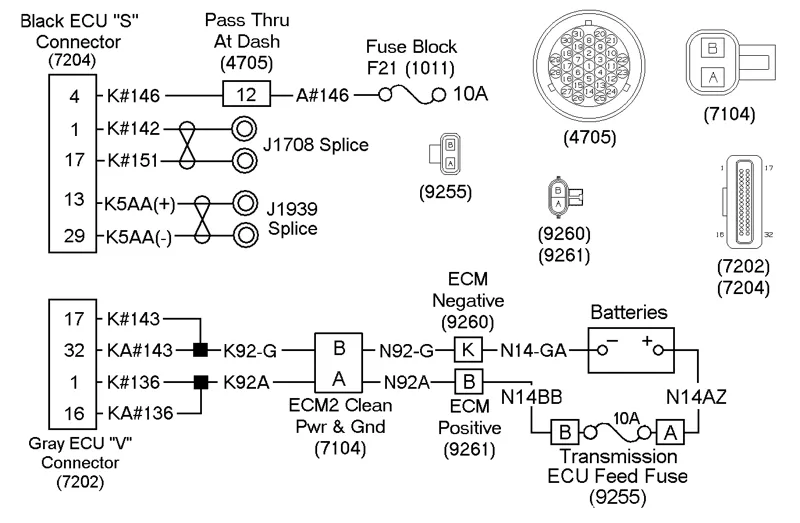 Black ECU "S"
Connector
(7204)
Pass Thru
At Dash
(4705)
Fuse Block
F21 (1011)
4 K#146 12 A#146 10A
1 K#142
J1708 Splice
17 K#151
13 K5AA(+)
J1939
Splice
29 K5AA(-)
B
A
(9255)
(4705)
B
A
(7104)
B
A
(9260)
(9261)
1 17
16 32
(7202)
(7204)
17 K#143
32 KA#143 K92-G B N92-G K N14-GA
1 K#136 K92A A N92A B
16 KA#136
Gray ECU "V"
Connector
(7202)
ECM2 Clean
Pwr & Gnd
(7104)
ECM
Negative
(9260)
ECM
Positive
(9261)
Batteries
− +
N14BB
N14AZ
B 10A A
Transmission
ECU Feed Fuse
(9255)